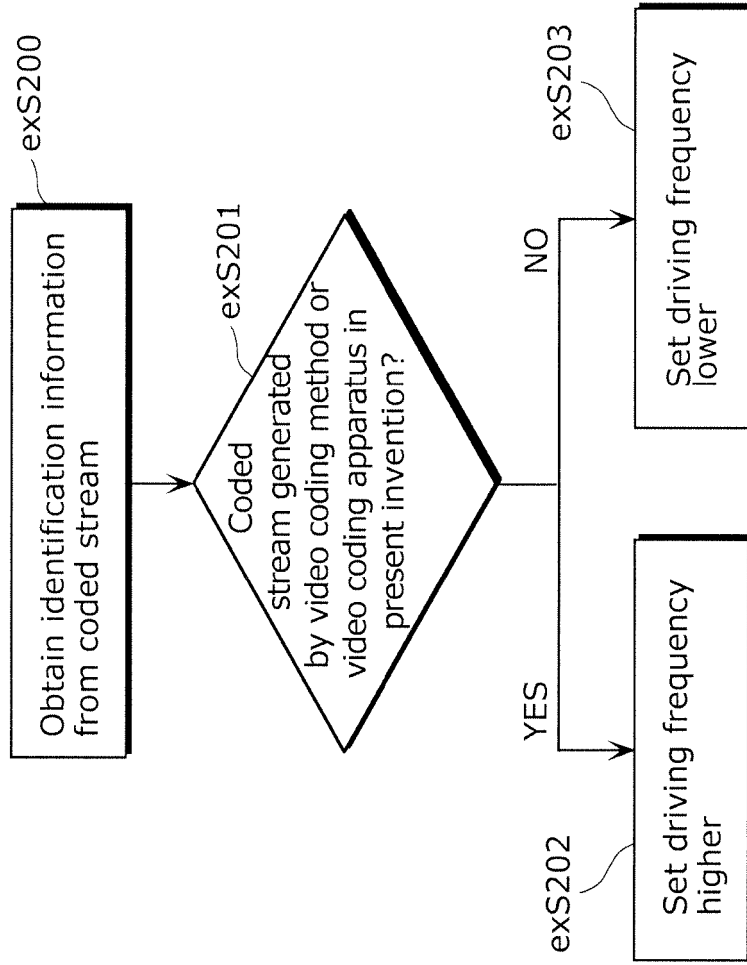 exS200
Obtain identification information
from coded stream
exS201
Coded
stream generated
by video coding method or
video coding apparatus in
present invention?
YES
NO
exS202
Set driving frequency
higher
exS203
Set driving frequency
lower